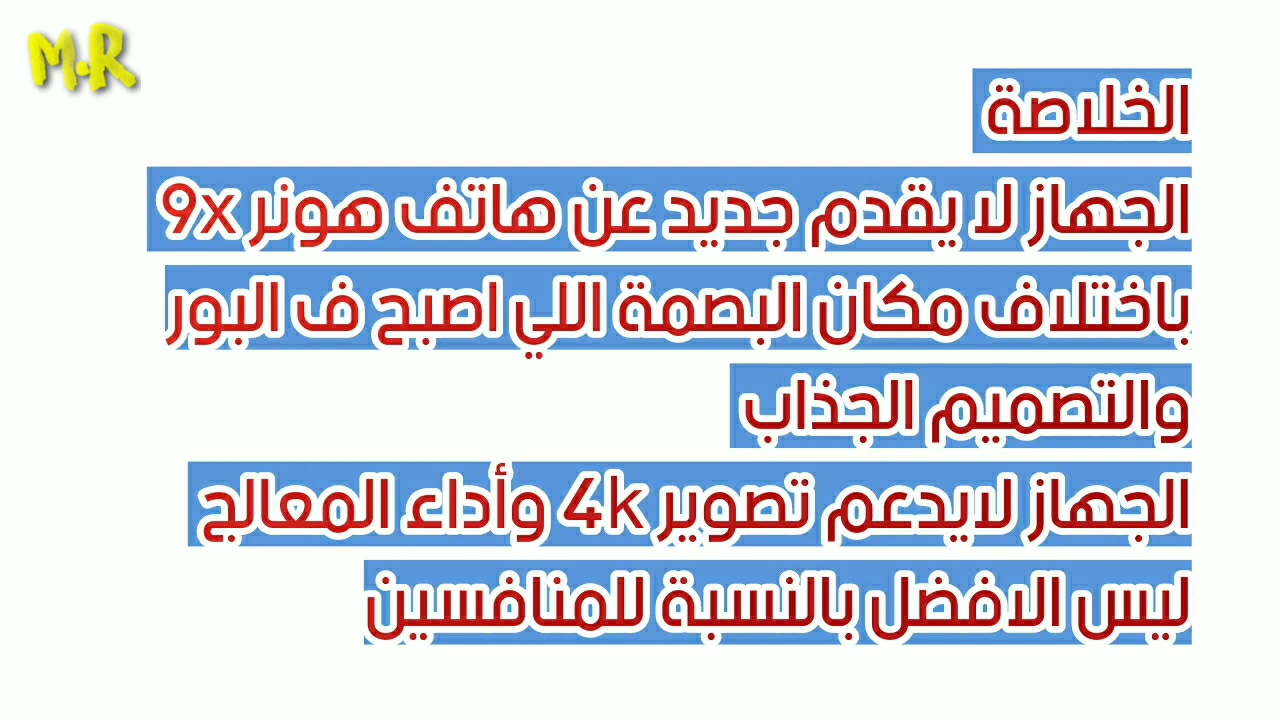 M.R
الخلاصة
الجهاز لا يقدم جديد عن هاتف هونر 9x
باختلاف مكان البصمة اللي اصبح ف البور
والتصميم الجذاب
الجهاز لايدعم تصوير 4k وأداء المعالج
ليس الافضل بالنسبة للمنافسين